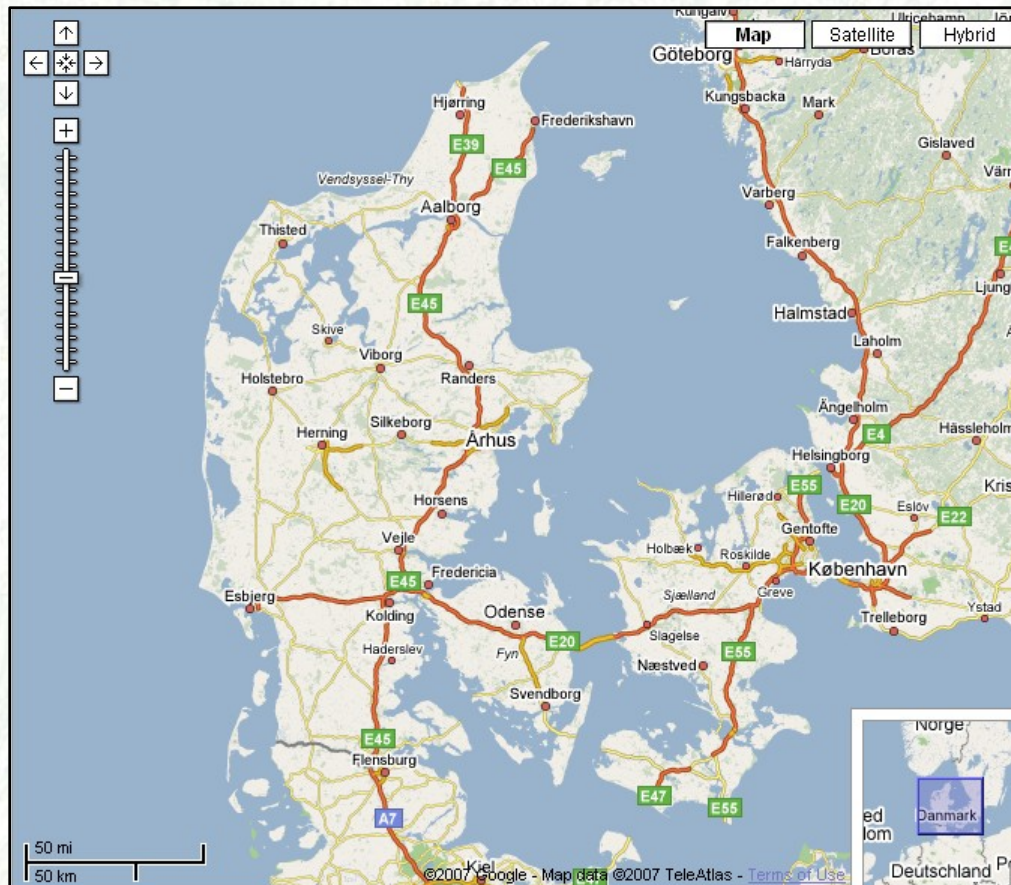 Map
Satellite
Hybrid
Göteborg
Härryda
Borås
Hjørring
Frederikshavn
Kungsbacka
Mark
E39
Gislaved
E45
Vendsyssel-Thy
Varberg
Aalborg
Thisted
Falkenberg
E45
Halmstad
Skive
Laholm
Viborg
Randers
Holstebro
Ängelholm
Silkeborg
E4
Herning
Århus
Hässleholm
Helsingborg
E55
Hillerød
E20
Horsens
Eslöv
E22
Gentofte
Vejle
Holbæk
Roskilde
København
E45
Fredericia
Esbjerg
Greve
Kolding
Sjælland
Odense
Ystad
Trelleborg
Slagelse
E20
Haderslev
Fyn
E55
Næstved
Svendborg
E45
Norge
Flensburg
E47
E55
A7
Danmark
50 mi
50 km
Kiel
©2007 Google - Map data ©2007 TeleAtlas - Terms of Use
Deutschland